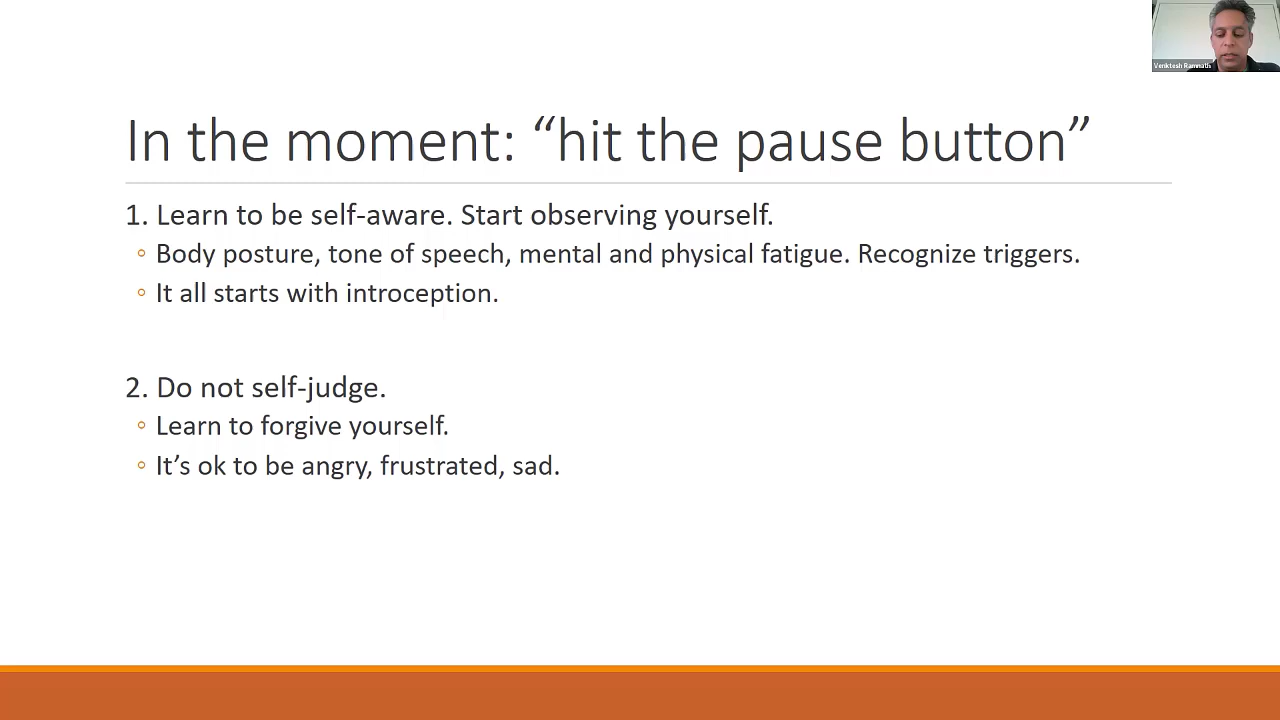 Venktesh Ramnath
In the moment: “hit the pause button”
1. Learn to be self-aware. Start observing yourself.
◦ Body posture, tone of speech, mental and physical fatigue. Recognize triggers.
◦ It all starts with introception.
2. Do not self-judge.
◦ Learn to forgive yourself.
◦ It’s ok to be angry, frustrated, sad.